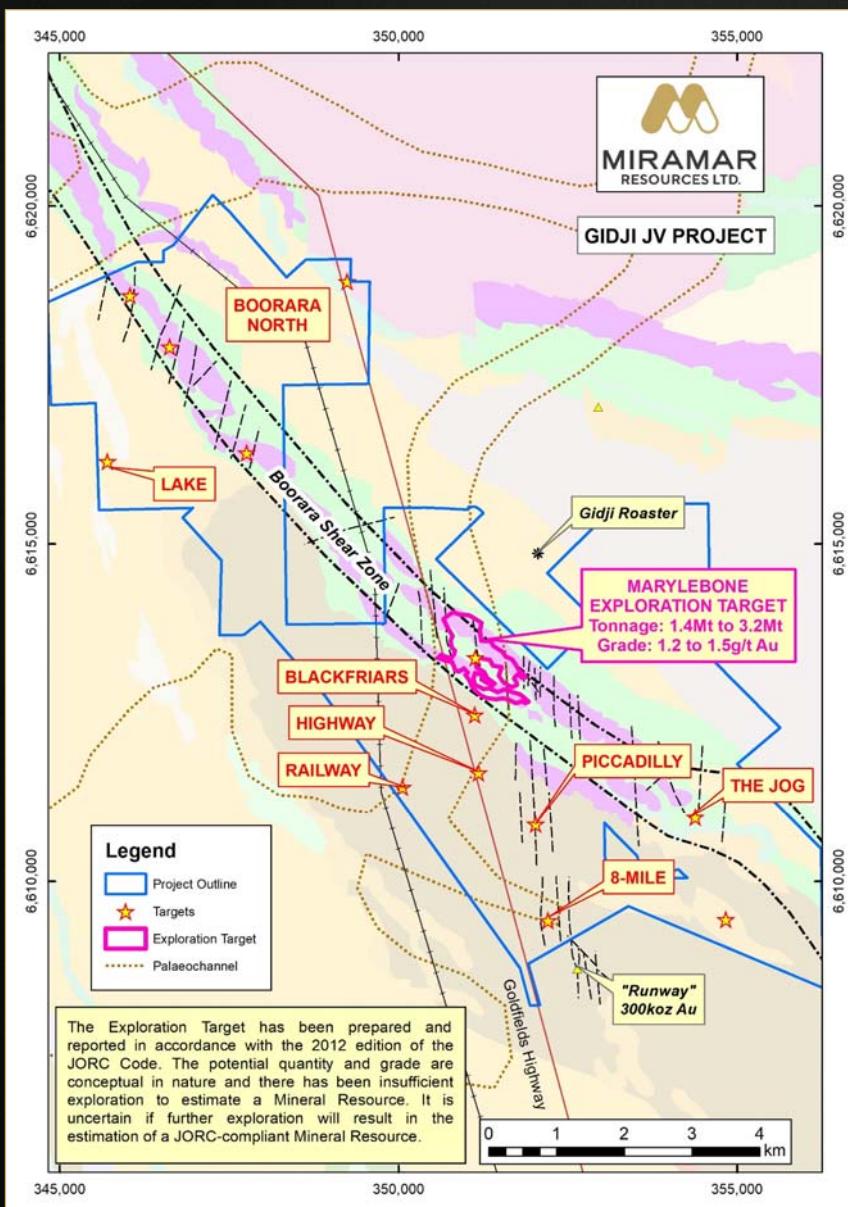 345,000
350,000
355,000
MIRAMAR
RESOURCES LTD.
6,620,000
6,620,000
GIDJI JV PROJECT
BOORARA
NORTH
LAKE
Boorara Shear Zone
Gidji Roaster
6,615,000
6,615,000
MARYLEBONE
EXPLORATION TARGET
Tonnage: 1.4Mt to 3.2Mt
Grade: 1.2 to 1.5g/t Au
BLACKFRIARS
HIGHWAY
RAILWAY
PICCADILLY
THE JOG
8-MILE
6,610,000
6,610,000
"Runway"
300koz Au
Goldfields Highway
Legend
Project Outline
Targets
Exploration Target
Palaeochannel
The Exploration Target has been prepared and
reported in accordance with the 2012 edition of the
JORC Code. The potential quantity and grade are
conceptual in nature and there has been insufficient
exploration to estimate a Mineral Resource. It is
uncertain if further exploration will result in the
estimation of a JORC-compliant Mineral Resource.
0 1 2 3 4
km
345,000
350,000
355,000